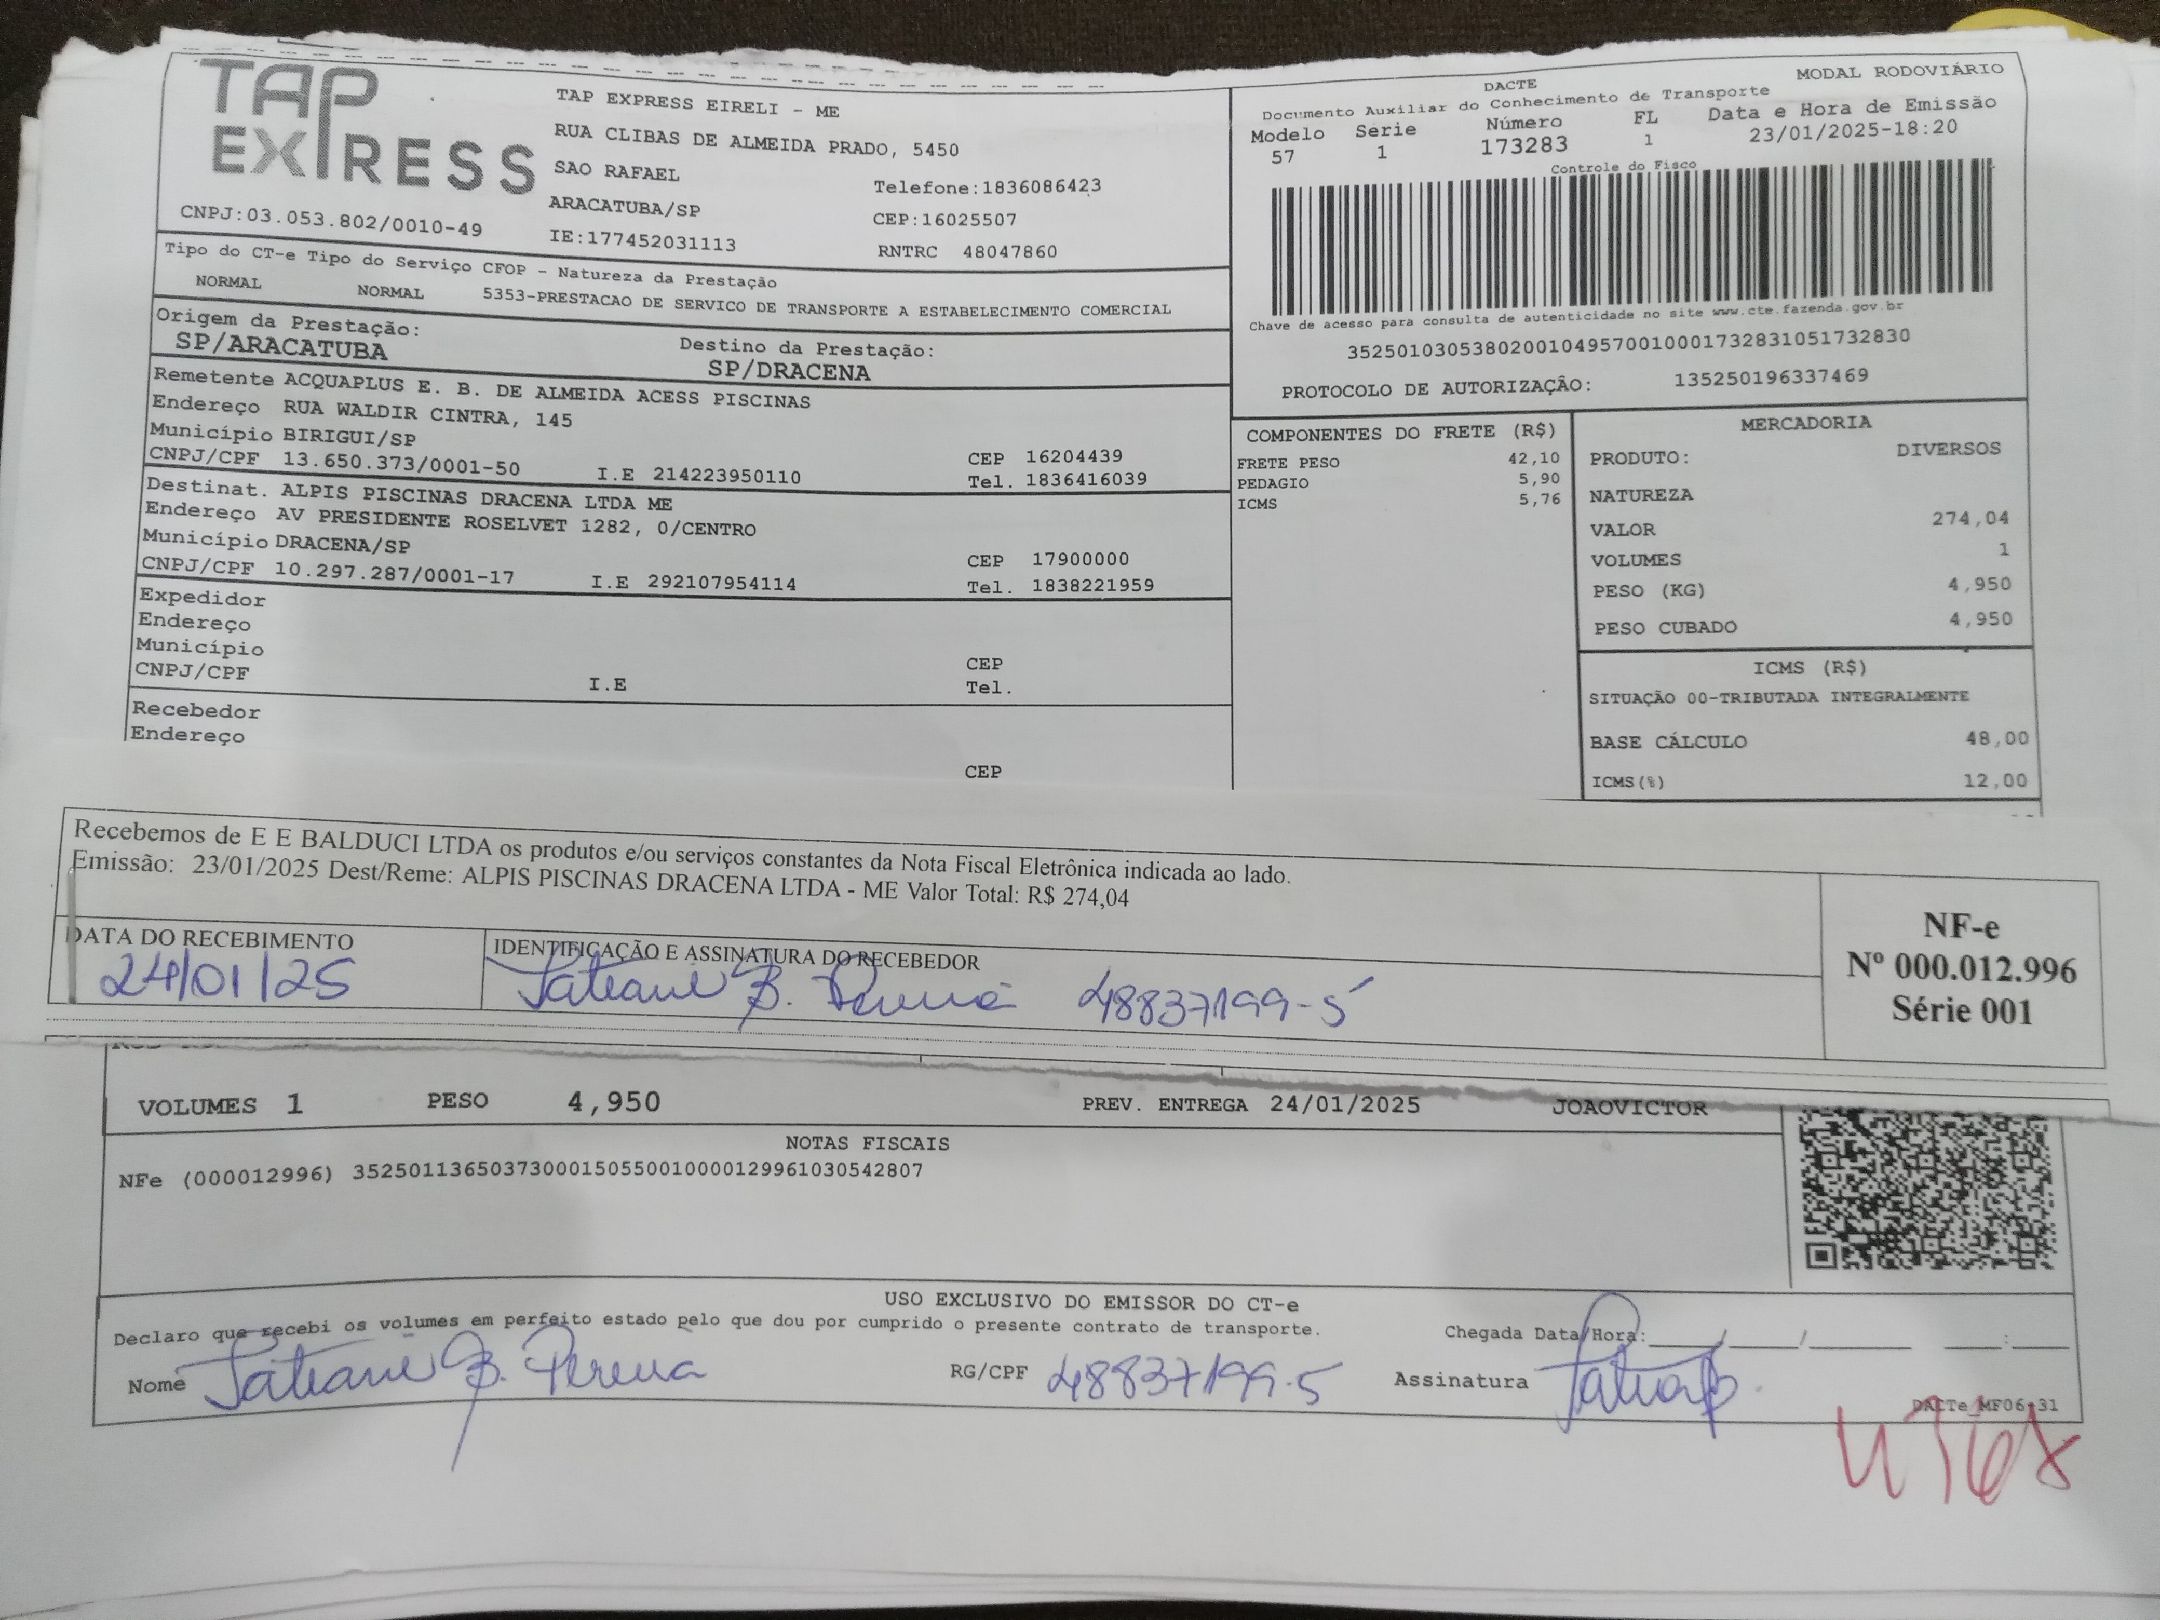 TAP EXPRESS
TAP EXPRESS EIRELI - ME
RUA CLIBAS DE ALMEIDA PRADO, 5450
SAO RAFAEL
Telefone:1836086423
ARACATUBA/SP
CEP:16025507
CNPJ:03.053.802/0010-49
IE:177452031113
RNTRC 48047860
DACTE
MODAL RODOVIÁRIO
Documento Auxiliar do Conhecimento de Transporte
Modelo Serie Número FL Data e Hora de Emissão
57 1 173283 1 23/01/2025-18:20
Controle do Fisco
Chave de acesso para consulta de autenticidade no site www.cte.fazenda.gov.br
35250103053802001049570010001732831051732830
PROTOCOLO DE AUTORIZAÇÃO: 135250196337469
Tipo do CT-e Tipo do Serviço CFOP - Natureza da Prestação
NORMAL NORMAL 5353-PRESTACAO DE SERVICO DE TRANSPORTE A ESTABELECIMENTO COMERCIAL
Origem da Prestação: Destino da Prestação:
SP/ARACATUBA SP/DRACENA
Remetente ACQUAPLUS E. B. DE ALMEIDA ACESS PISCINAS
Endereço RUA WALDIR CINTRA, 145
Município BIRIGUI/SP CEP 16204439
CNPJ/CPF 13.650.373/0001-50 I.E 214223950110 Tel. 1836416039
Destinat. ALPIS PISCINAS DRACENA LTDA ME
Endereço AV PRESIDENTE ROSELVET 1282, 0/CENTRO
Município DRACENA/SP CEP 17900000
CNPJ/CPF 10.297.287/0001-17 I.E 292107954114 Tel. 1838221959
Expedidor
Endereço
Município CEP
CNPJ/CPF I.E Tel.
Recebedor
Endereço
CEP
COMPONENTES DO FRETE (R$)
FRETE PESO 42,10
PEDAGIO 5,90
ICMS 5,76
MERCADORIA
PRODUTO: DIVERSOS
NATUREZA
VALOR 274,04
VOLUMES 1
PESO (KG) 4,950
PESO CUBADO 4,950
ICMS (R$)
SITUAÇÃO 00-TRIBUTADA INTEGRALMENTE
BASE CÁLCULO 48,00
ICMS(%) 12,00
Recebemos de E E BALDUCI LTDA os produtos e/ou serviços constantes da Nota Fiscal Eletrônica indicada ao lado.
Emissão: 23/01/2025 Dest/Reme: ALPIS PISCINAS DRACENA LTDA - ME Valor Total: R$ 274,04
DATA DO RECEBIMENTO IDENTIFICAÇÃO E ASSINATURA DO RECEBEDOR
24/01/25 Tatiane B. Pereira 48837199-5
NF-e
Nº 000.012.996
Série 001
VOLUMES 1 PESO 4,950 PREV. ENTREGA 24/01/2025 JOAOVICTOR
NOTAS FISCAIS
NFe (000012996) 35250113650373000150550010000129961030542807
USO EXCLUSIVO DO EMISSOR DO CT-e
Declaro que recebi os volumes em perfeito estado pelo que dou por cumprido o presente contrato de transporte. Chegada Data/Hora:___/___/_____ ___:___
Nome Tatiane B. Pereira RG/CPF 48837199-5 Assinatura
DACTe_MF06-31